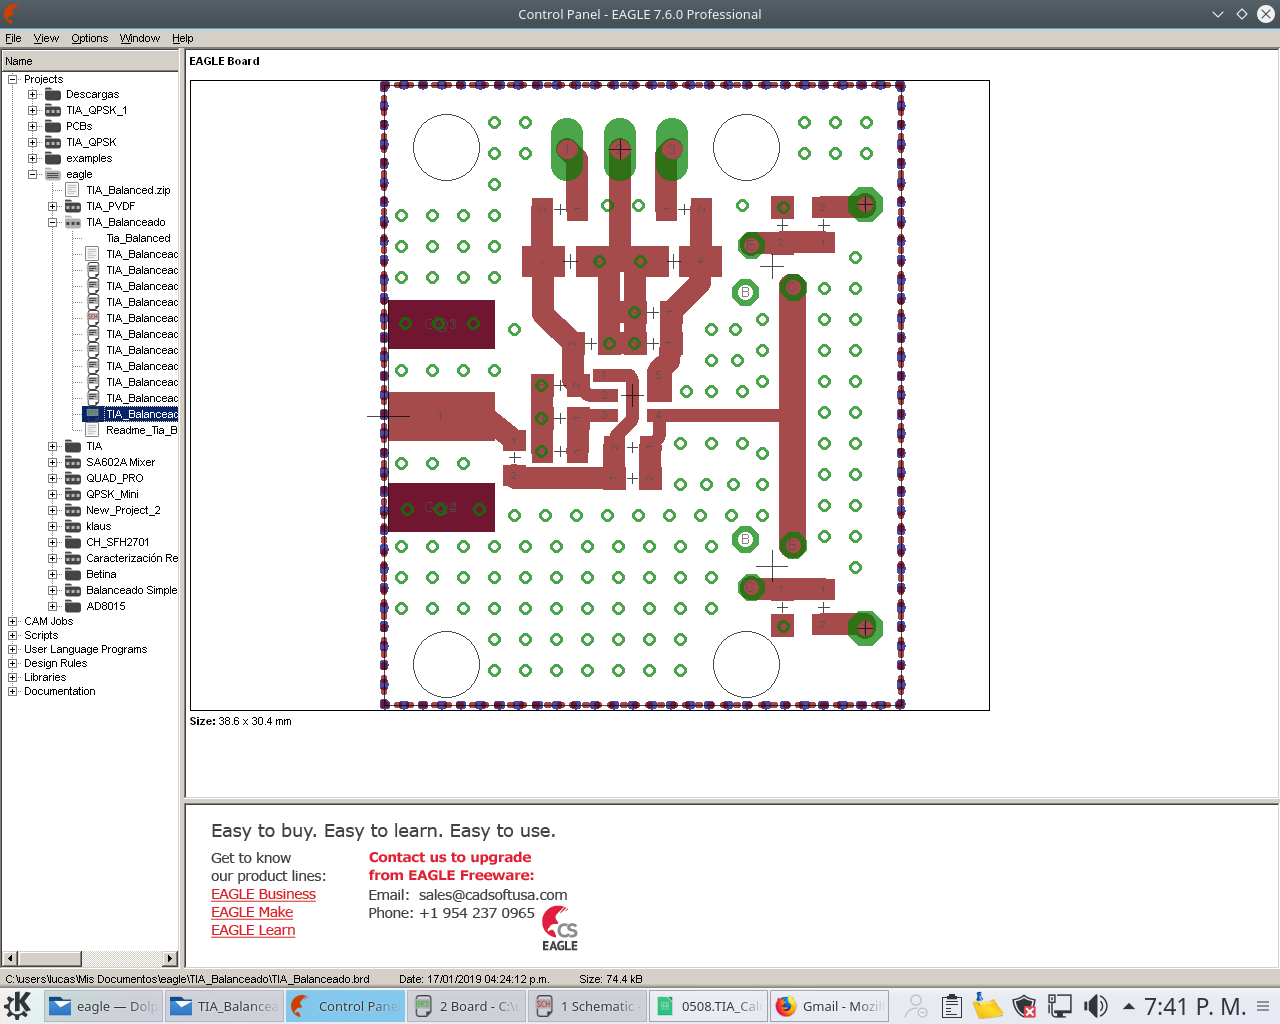 Control Panel - EAGLE 7.6.0 Professional
File View Options Window Help
Name
EAGLE Board
Projects
Descargas
TIA_QPSK_1
PCBs
TIA_QPSK
examples
eagle
TIA_Balanced.zip
TIA_PVDF
TIA_Balanceado
Tia_Balanced
TIA_Balanceac
TIA_Balanceac
TIA_Balanceac
TIA_Balanceac
TIA_Balanceac
TIA_Balanceac
TIA_Balanceac
TIA_Balanceac
TIA_Balanceac
TIA_Balanceac
TIA_Balanceac
Readme_Tia_B
TIA
SA602A Mixer
QUAD_PRO
QPSK_Mini
New_Project_2
klaus
CH_SFH2701
Caracterización Re
Betina
Balanceado Simple
AD8015
CAM Jobs
Scripts
User Language Programs
Design Rules
Libraries
Documentation
Size: 38.6 x 30.4 mm
Easy to buy. Easy to learn. Easy to use.
Get to know
our product lines:
EAGLE Business
EAGLE Make
EAGLE Learn
Contact us to upgrade
from EAGLE Freeware:
Email: sales@cadsoftusa.com
Phone: +1 954 237 0965
CS
EAGLE
C:\users\lucas\Mis Documentos\eagle\TIA_Balanceado\TIA_Balanceado.brd Date: 17/01/2019 04:24:12 p.m. Size: 74.4 kB
eagle — Dolp TIA_Balancea Control Pane 2 Board - C:\u 1 Schematic - 0508.TIA_Cal Gmail - Mozill 7:41 P. M.